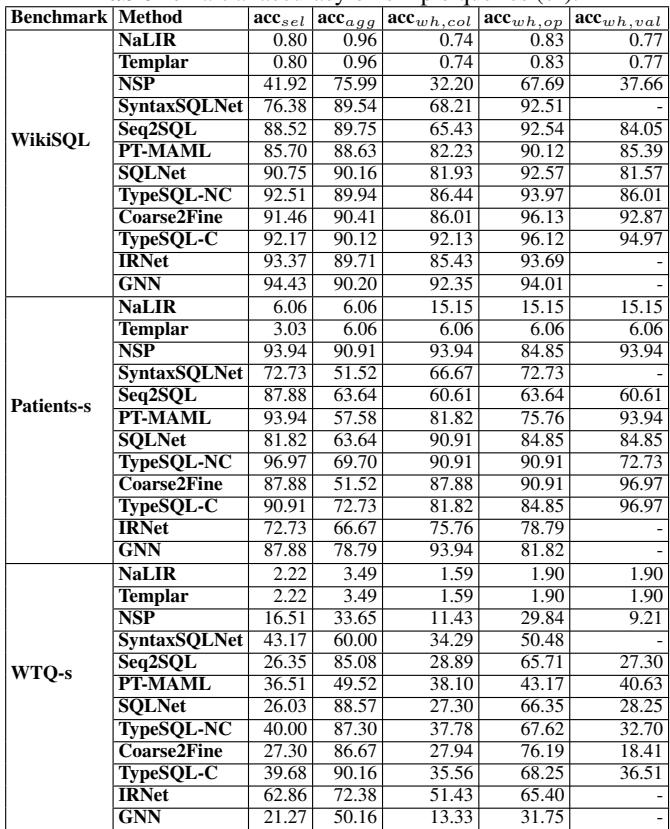 Benchmark Method acc_sel acc_agg acc_wh,col acc_wh,op acc_wh,val
WikiSQL
NaLIR 0.80 0.96 0.74 0.83 0.77
Templar 0.80 0.96 0.74 0.83 0.77
NSP 41.92 75.99 32.20 67.69 37.66
SyntaxSQLNet 76.38 89.54 68.21 92.51 -
Seq2SQL 88.52 89.75 65.43 92.54 84.05
PT-MAML 85.70 88.63 82.23 90.12 85.39
SQLNet 90.75 90.16 81.93 92.57 81.57
TypeSQL-NC 92.51 89.94 86.44 93.97 86.01
Coarse2Fine 91.46 90.41 86.01 96.13 92.87
TypeSQL-C 92.17 90.12 92.13 96.12 94.97
IRNet 93.37 89.71 85.43 93.69 -
GNN 94.43 90.20 92.35 94.01 -
Patients-s
NaLIR 6.06 6.06 15.15 15.15 15.15
Templar 3.03 6.06 6.06 6.06 6.06
NSP 93.94 90.91 93.94 84.85 93.94
SyntaxSQLNet 72.73 51.52 66.67 72.73 -
Seq2SQL 87.88 63.64 60.61 63.64 60.61
PT-MAML 93.94 57.58 81.82 75.76 93.94
SQLNet 81.82 63.64 90.91 84.85 84.85
TypeSQL-NC 96.97 69.70 90.91 90.91 72.73
Coarse2Fine 87.88 51.52 87.88 90.91 96.97
TypeSQL-C 90.91 72.73 81.82 84.85 96.97
IRNet 72.73 66.67 75.76 78.79 -
GNN 87.88 78.79 93.94 81.82 -
WTQ-s
NaLIR 2.22 3.49 1.59 1.90 1.90
Templar 2.22 3.49 1.59 1.90 1.90
NSP 16.51 33.65 11.43 29.84 9.21
SyntaxSQLNet 43.17 60.00 34.29 50.48 -
Seq2SQL 26.35 85.08 28.89 65.71 27.30
PT-MAML 36.51 49.52 38.10 43.17 40.63
SQLNet 26.03 88.57 27.30 66.35 28.25
TypeSQL-NC 40.00 87.30 37.78 67.62 32.70
Coarse2Fine 27.30 86.67 27.94 76.19 18.41
TypeSQL-C 39.68 90.16 35.56 68.25 36.51
IRNet 62.86 72.38 51.43 65.40 -
GNN 21.27 50.16 13.33 31.75 -